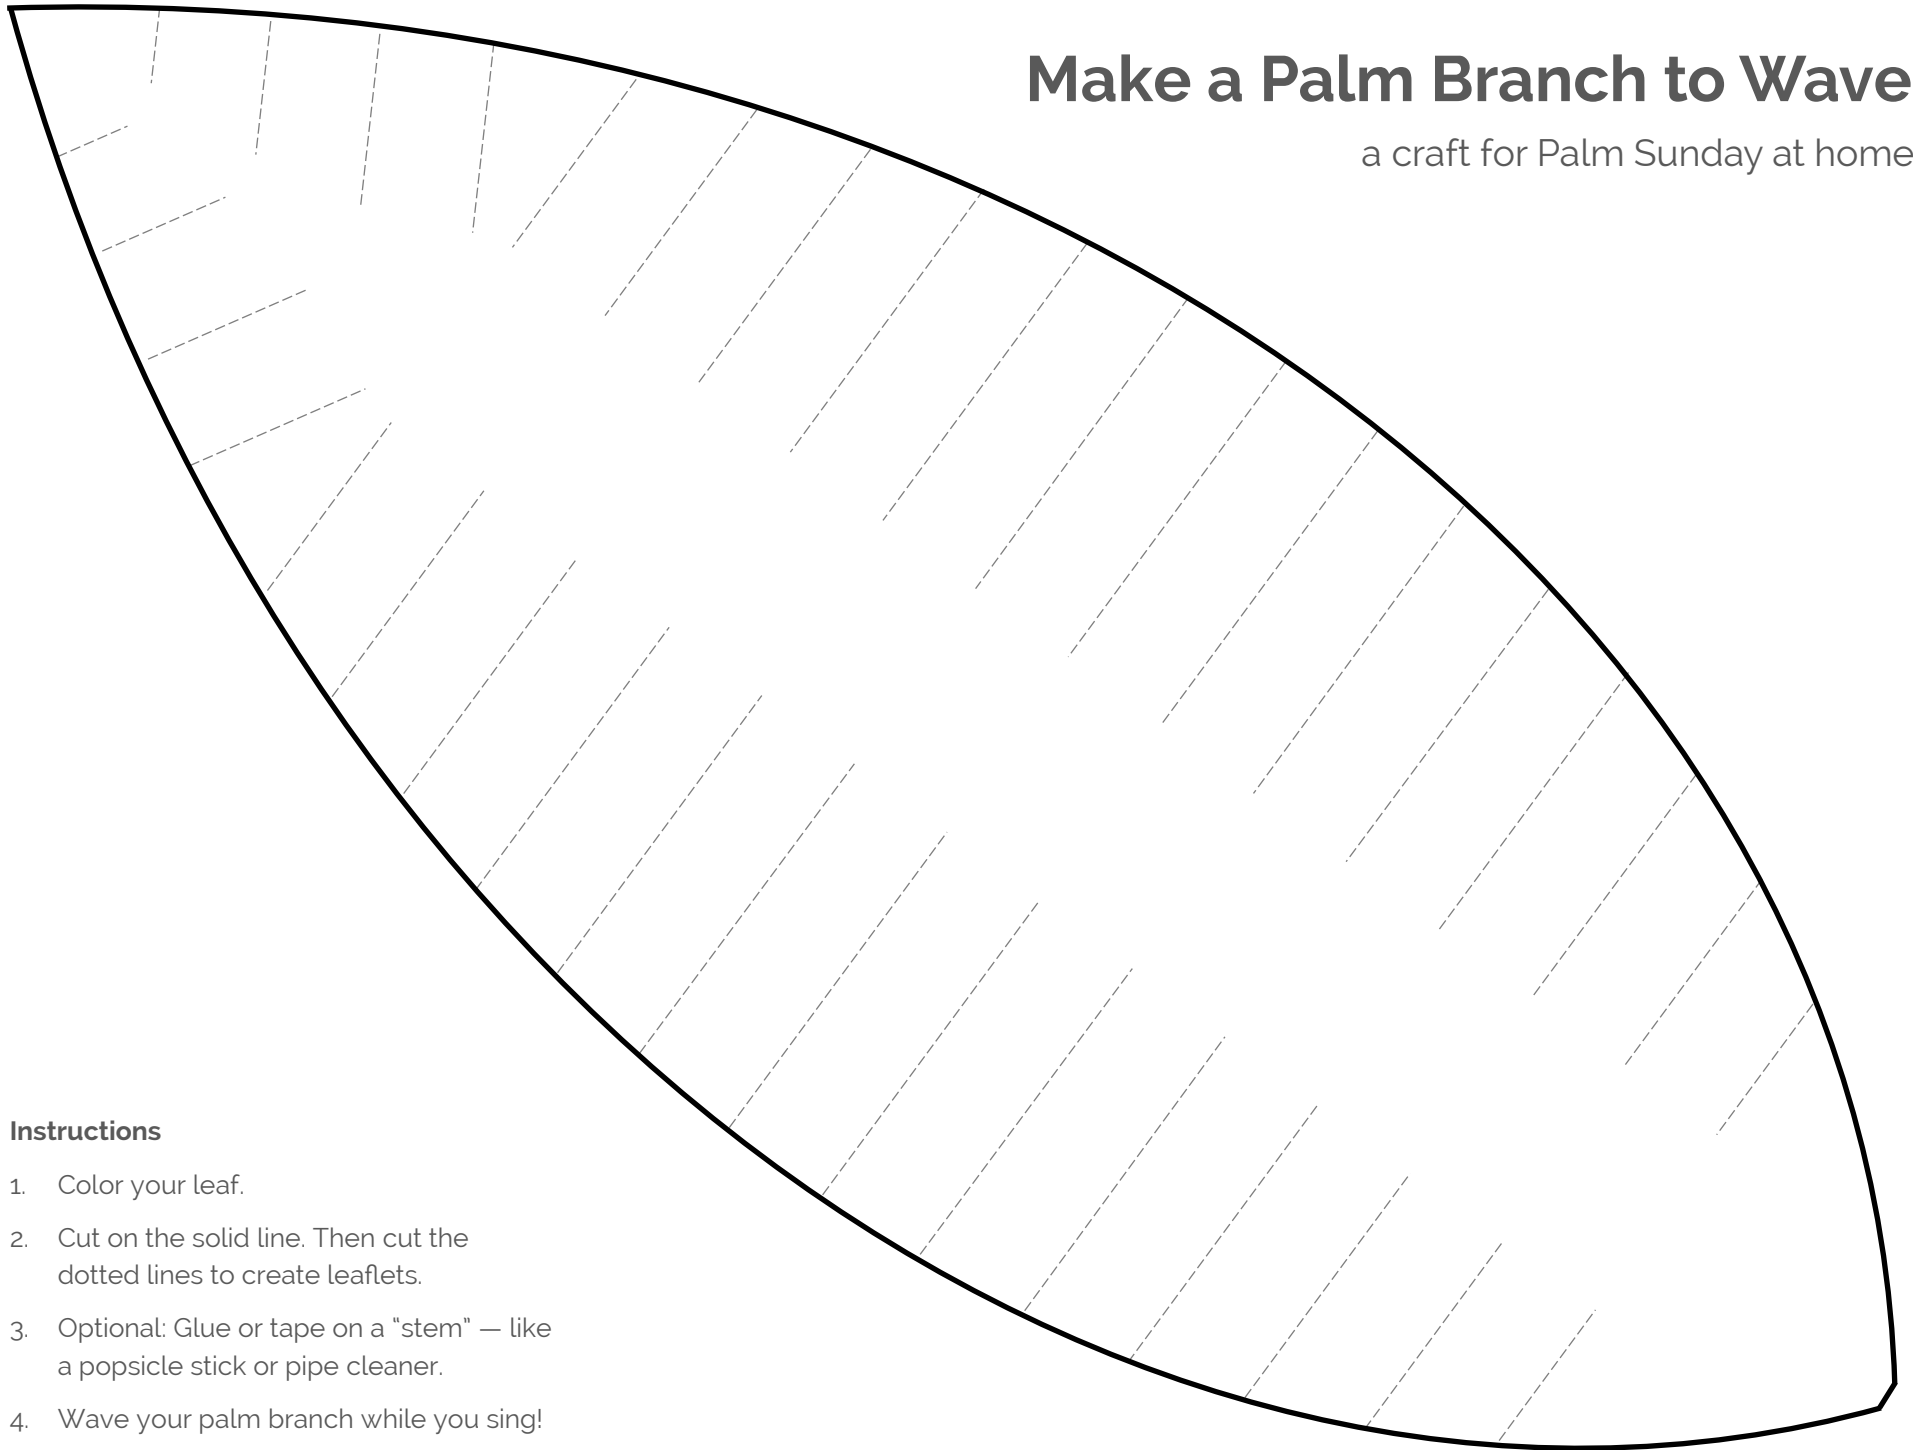 Make a Palm Branch to Wave
a craft for Palm Sunday at home
Instructions
1. Color your leaf.
2. Cut on the solid line. Then cut the
dotted lines to create leaflets.
3. Optional: Glue or tape on a “stem” — like
a popsicle stick or pipe cleaner.
4. Wave your palm branch while you sing!